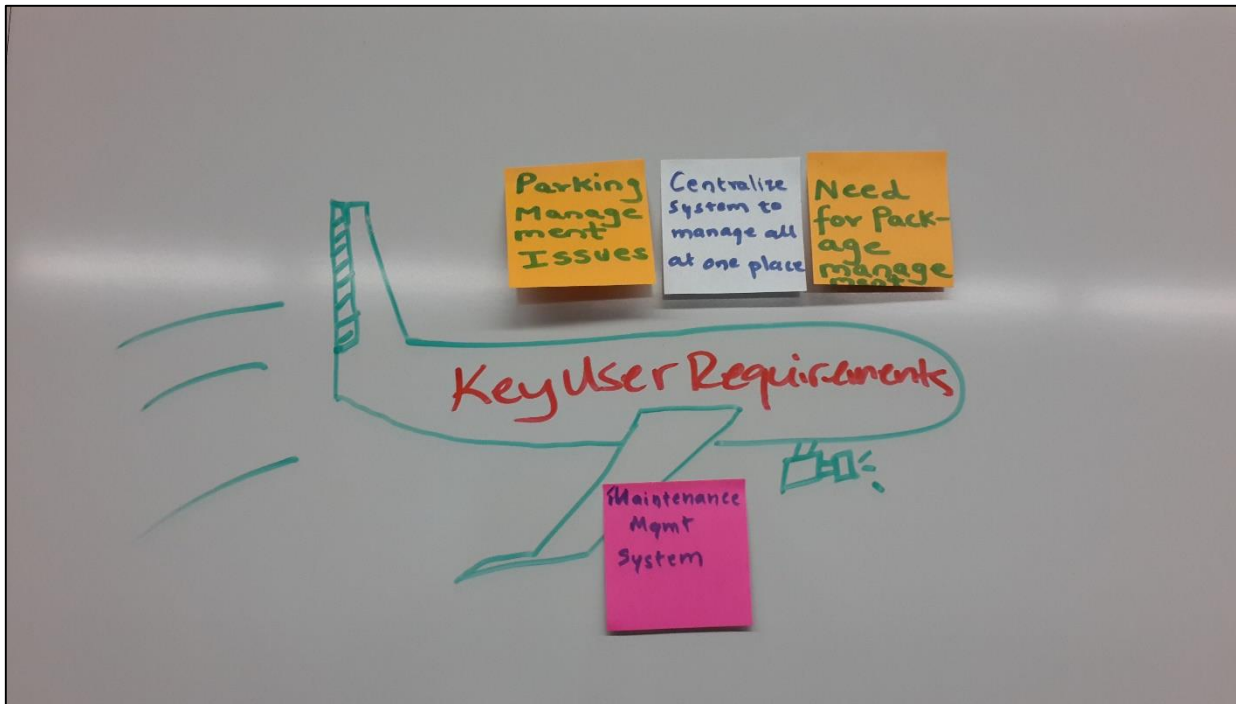 Parking
Manage
ment
Issues
Centralize
system to
manage all
at one place
Need
for Pack-
age
manage
ment
Key User Requirements
Maintenance
Mgmt
System